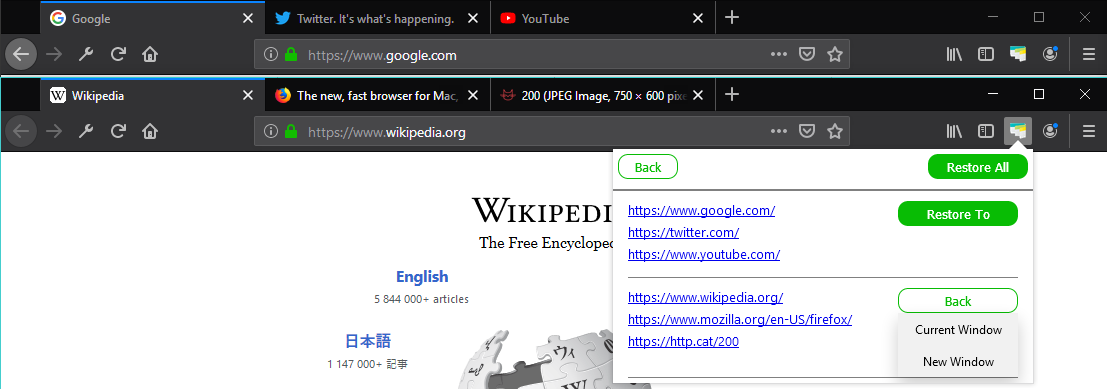 Google
Twitter. It's what's happening.
YouTube
https://www.google.com
Wikipedia
The new, fast browser for Mac,
200 (JPEG Image, 750 × 600 pixe
https://www.wikipedia.org
Back
Restore All
https://www.google.com/
Restore To
https://twitter.com/
https://www.youtube.com/
https://www.wikipedia.org/
Back
https://www.mozilla.org/en-US/firefox/
Current Window
https://http.cat/200
New Window
WIKIPEDI
The Free Encycloped
English
5 844 000+ articles
日本語
1 147 000+ 記事
ウィ
W